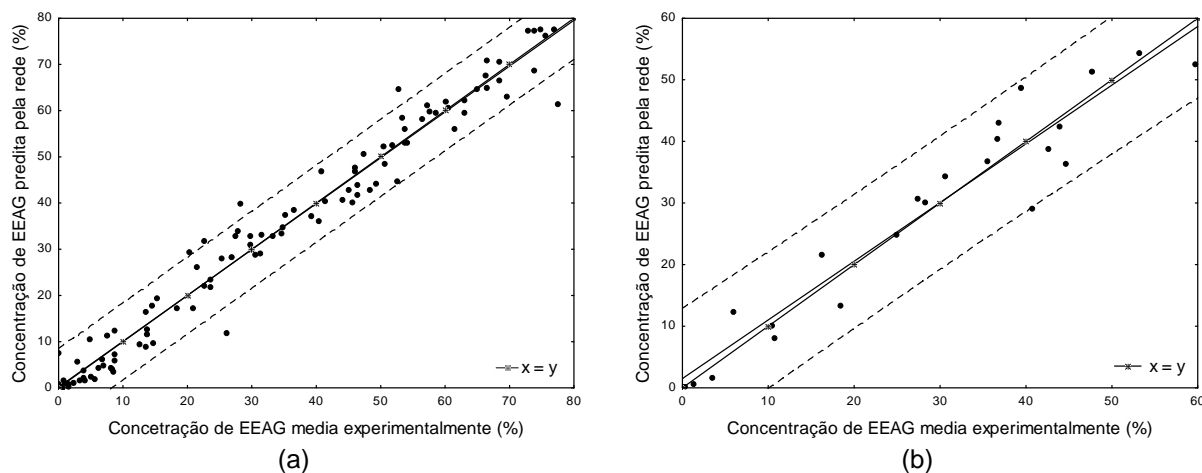 Concentração de EEAG predita pela rede (%)
80
70
60
50
40
30
20
10
0
0 10 20 30 40 50 60 70 80
x = y
Concetração de EEAG media experimentalmente (%)
(a)
Concentração de EEAG predita pela rede (%)
60
50
40
30
20
10
0
0 10 20 30 40 50 60
x = y
Concentração de EEAG media experimentalmente (%)
(b)